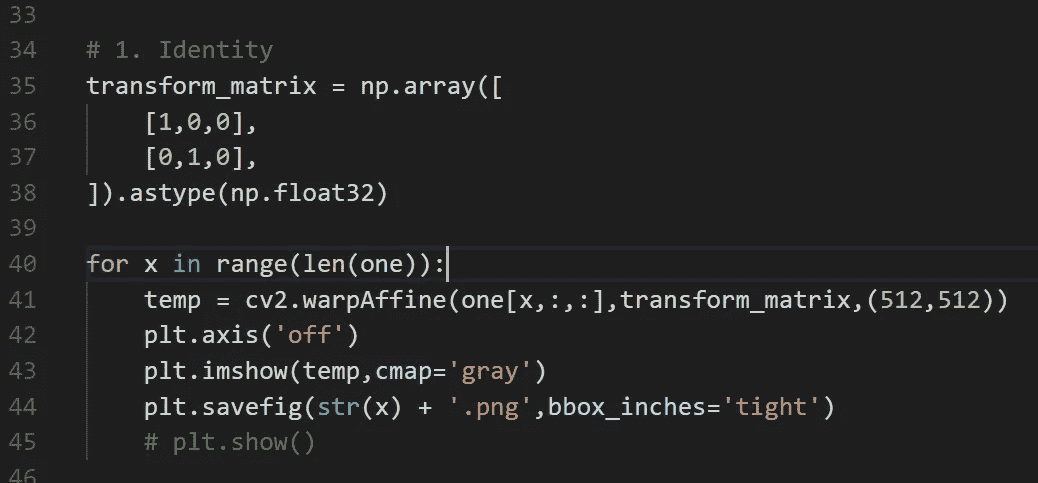 33
34 # 1. Identity
35 transform_matrix = np.array([
36     [1,0,0],
37     [0,1,0],
38 ]).astype(np.float32)
39
40 for x in range(len(one)):
41     temp = cv2.warpAffine(one[x,:,:],transform_matrix,(512,512))
42     plt.axis('off')
43     plt.imshow(temp,cmap='gray')
44     plt.savefig(str(x) + '.png',bbox_inches='tight')
45     # plt.show()
46